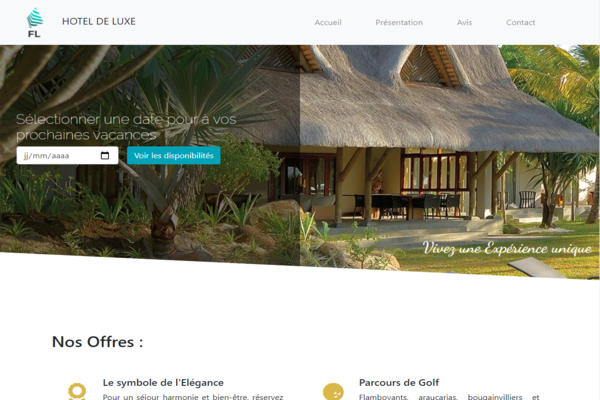 FL
HOTEL DE LUXE
Accueil
Présentation
Avis
Contact
Sélectionner une date pour à vos
prochaines vacances
jj/mm/aaaa
Voir les disponibilités
Vivez une Expérience unique
Nos Offres :
Le symbole de l'Elégance
Pour un séjour harmonie et bien-être, réservez
Parcours de Golf
Flamboyants, araucarias, bougainvilliers et